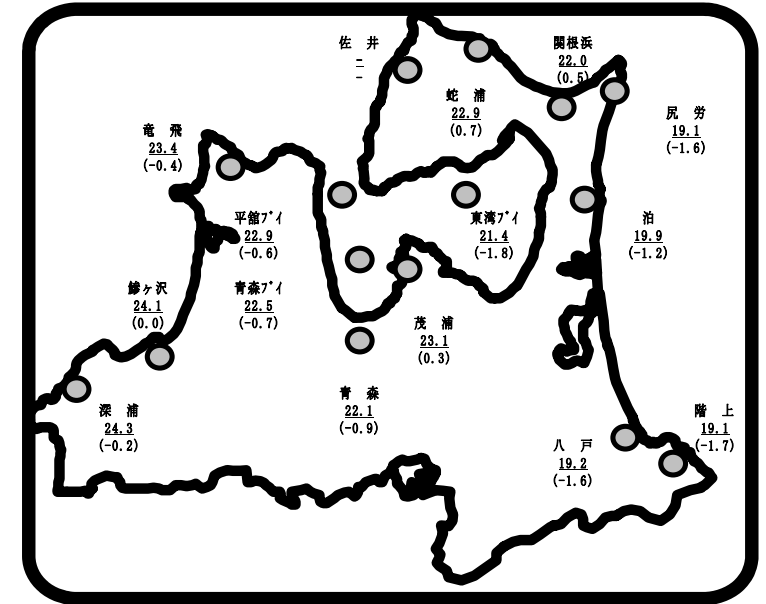 佐 井
-
-
関根浜
22.0
(0.5)
蛇 浦
22.9
(0.7)
尻 労
19.1
(-1.6)
竜 飛
23.4
(-0.4)
平舘ﾌﾞｲ
22.9
(-0.6)
東湾ﾌﾞｲ
21.4
(-1.8)
泊
19.9
(-1.2)
鰺ヶ沢
24.1
(0.0)
青森ﾌﾞｲ
22.5
(-0.7)
茂 浦
23.1
(0.3)
深 浦
24.3
(-0.2)
青 森
22.1
(-0.9)
八 戸
19.2
(-1.6)
階 上
19.1
(-1.7)